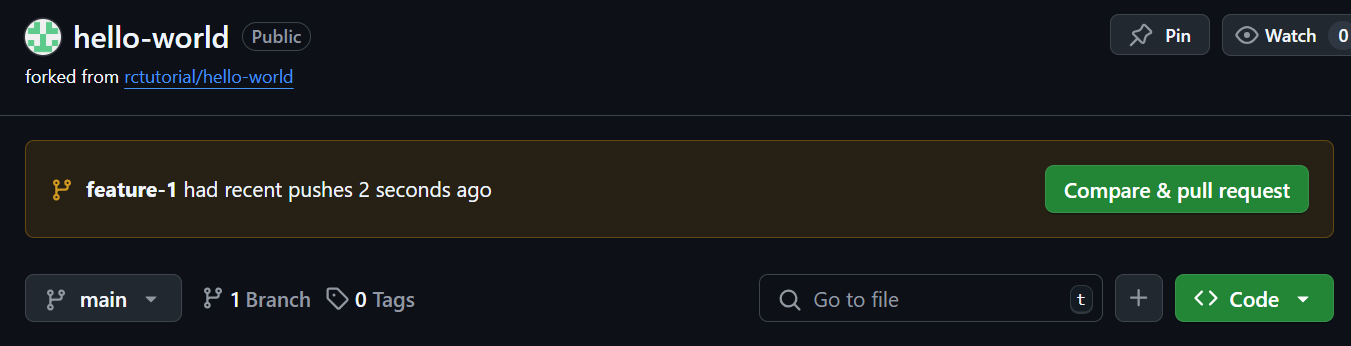 hello-world Public Pin Watch 0
forked from rctutorial/hello-world
feature-1 had recent pushes 2 seconds ago Compare & pull request
main 1 Branch 0 Tags Go to file t + <> Code